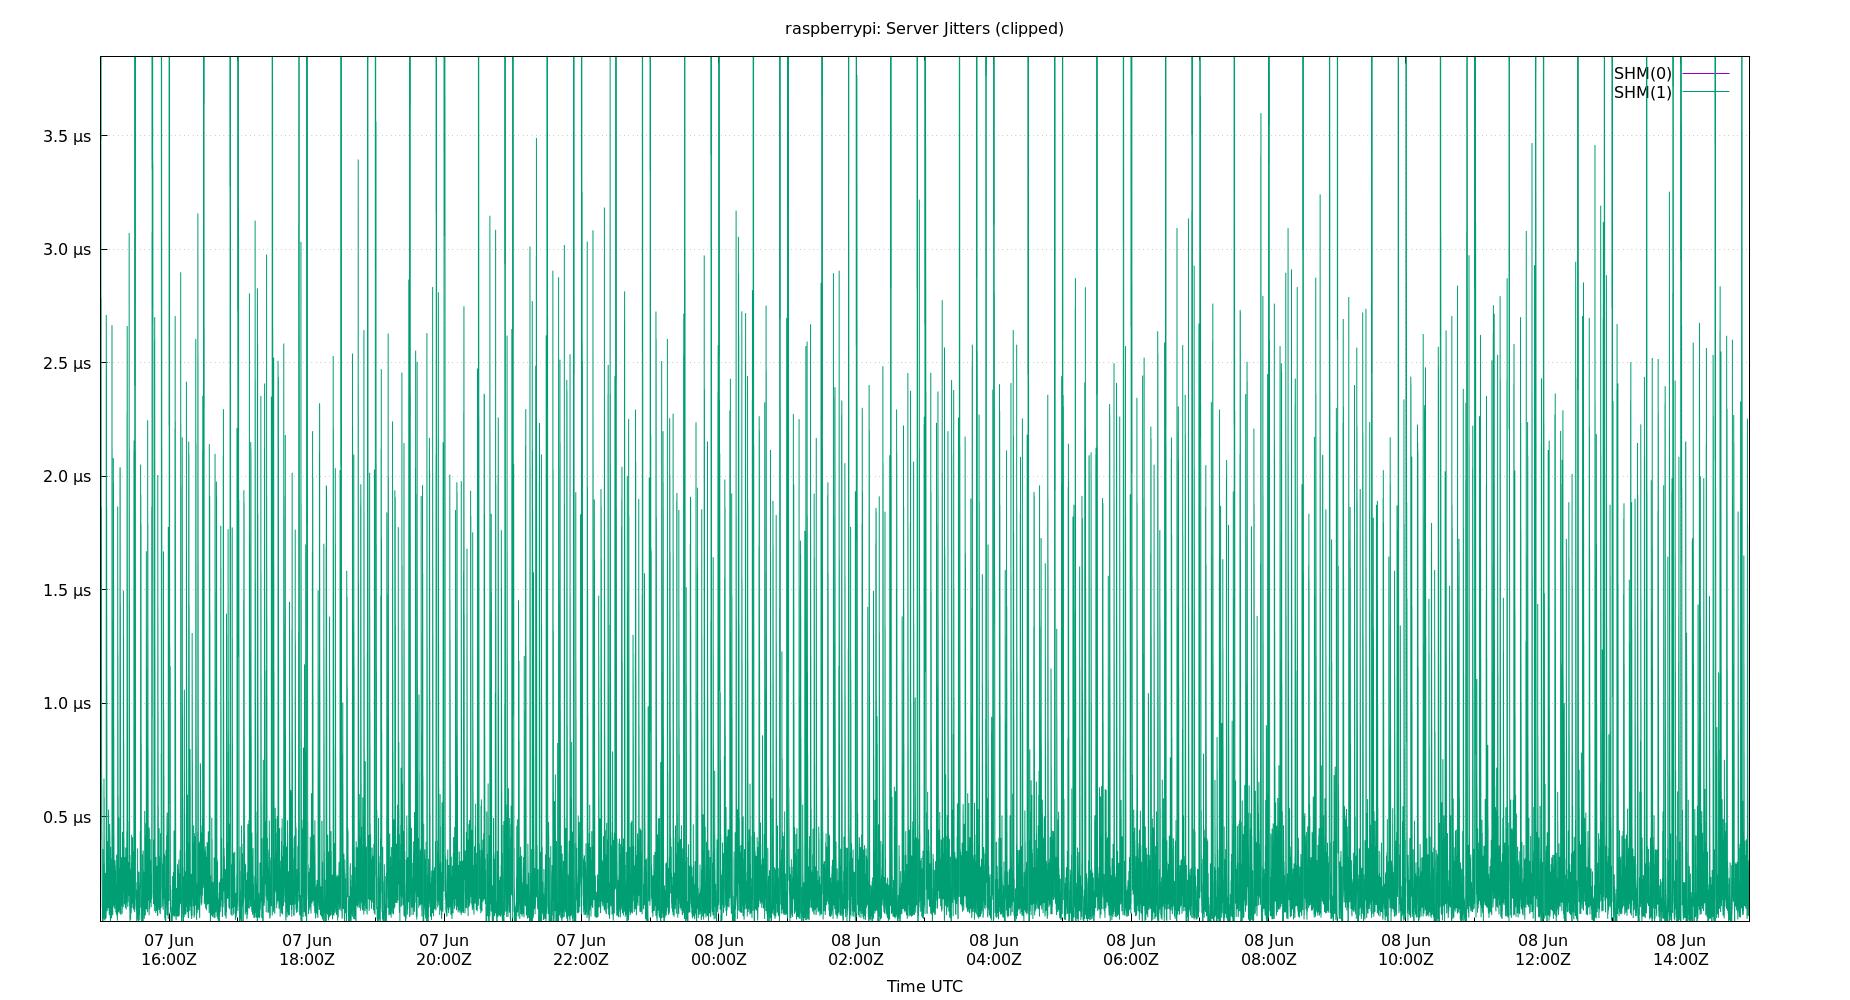 raspberrypi: Server Jitters (clipped)
SHM(0)
SHM(1)
3.5 µs
3.0 µs
2.5 µs
2.0 µs
1.5 µs
1.0 µs
0.5 µs
07 Jun 07 Jun 07 Jun 07 Jun 08 Jun 08 Jun 08 Jun 08 Jun 08 Jun 08 Jun 08 Jun 08 Jun
16:00Z 18:00Z 20:00Z 22:00Z 00:00Z 02:00Z 04:00Z 06:00Z 08:00Z 10:00Z 12:00Z 14:00Z
Time UTC